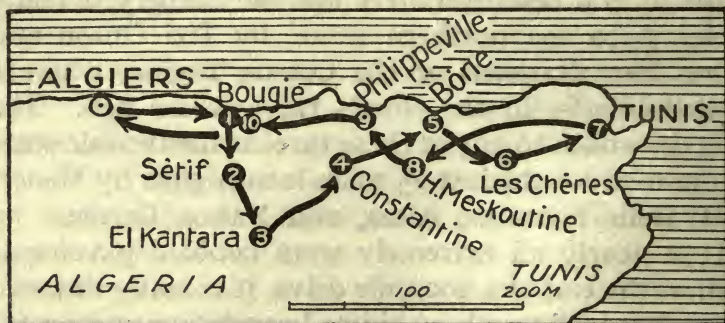 ALGIERS
Bougie
Philippeville
Bone
TUNIS
1
10
9
5
7
Sètif
2
4
8
6
Les Chênes
H. Meskoutine
Constantine
El Kantara
3
ALGERIA
TUNIS
100
200M